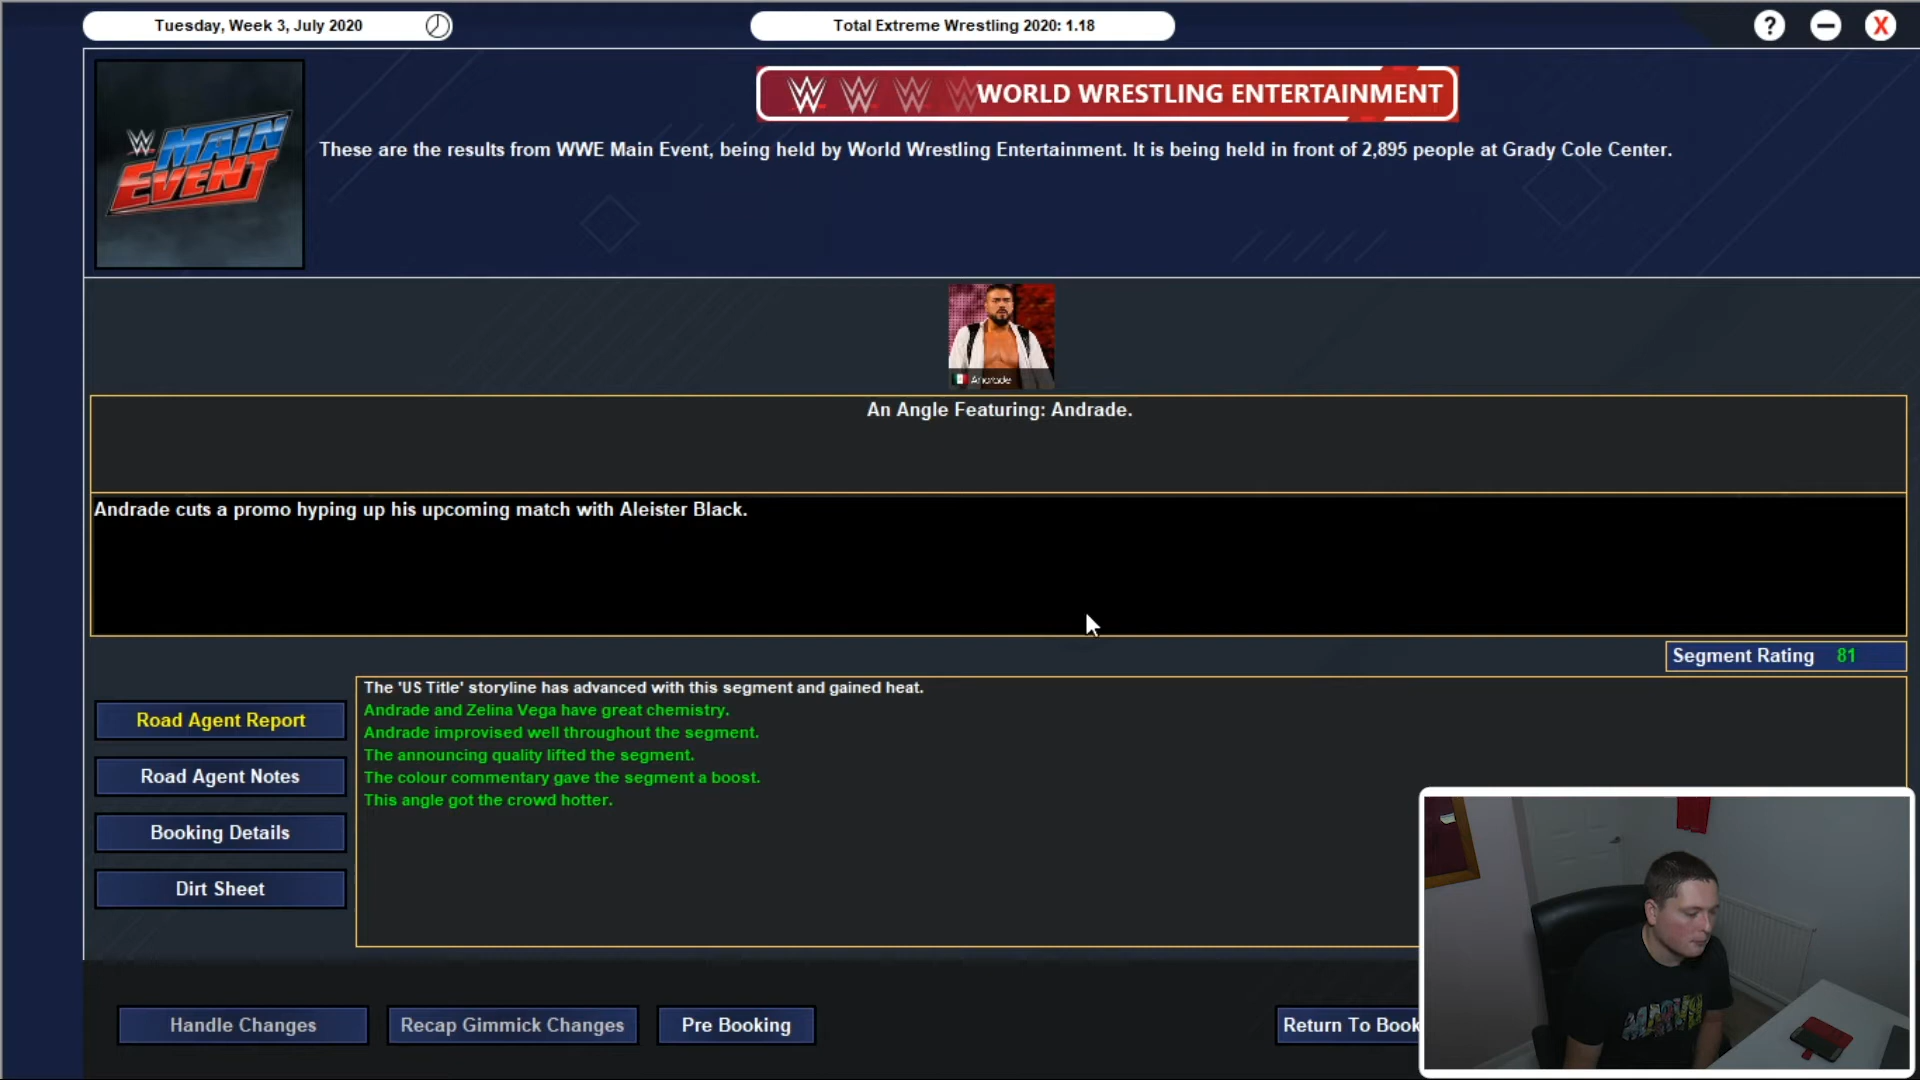 Tuesday, Week 3, July 2020
Total Extreme Wrestling 2020: 1.18
?
X
W MAIN EVENT
WORLD WRESTLING ENTERTAINMENT
These are the results from WWE Main Event, being held by World Wrestling Entertainment. It is being held in front of 2,895 people at Grady Cole Center.
Andrade
An Angle Featuring: Andrade.
Andrade cuts a promo hyping up his upcoming match with Aleister Black.
Segment Rating 81
Road Agent Report
Road Agent Notes
Booking Details
Dirt Sheet
The 'US Title' storyline has advanced with this segment and gained heat.
Andrade and Zelina Vega have great chemistry.
Andrade improvised well throughout the segment.
The announcing quality lifted the segment.
The colour commentary gave the segment a boost.
This angle got the crowd hotter.
Handle Changes
Recap Gimmick Changes
Pre Booking
Return To Book
MARVEL